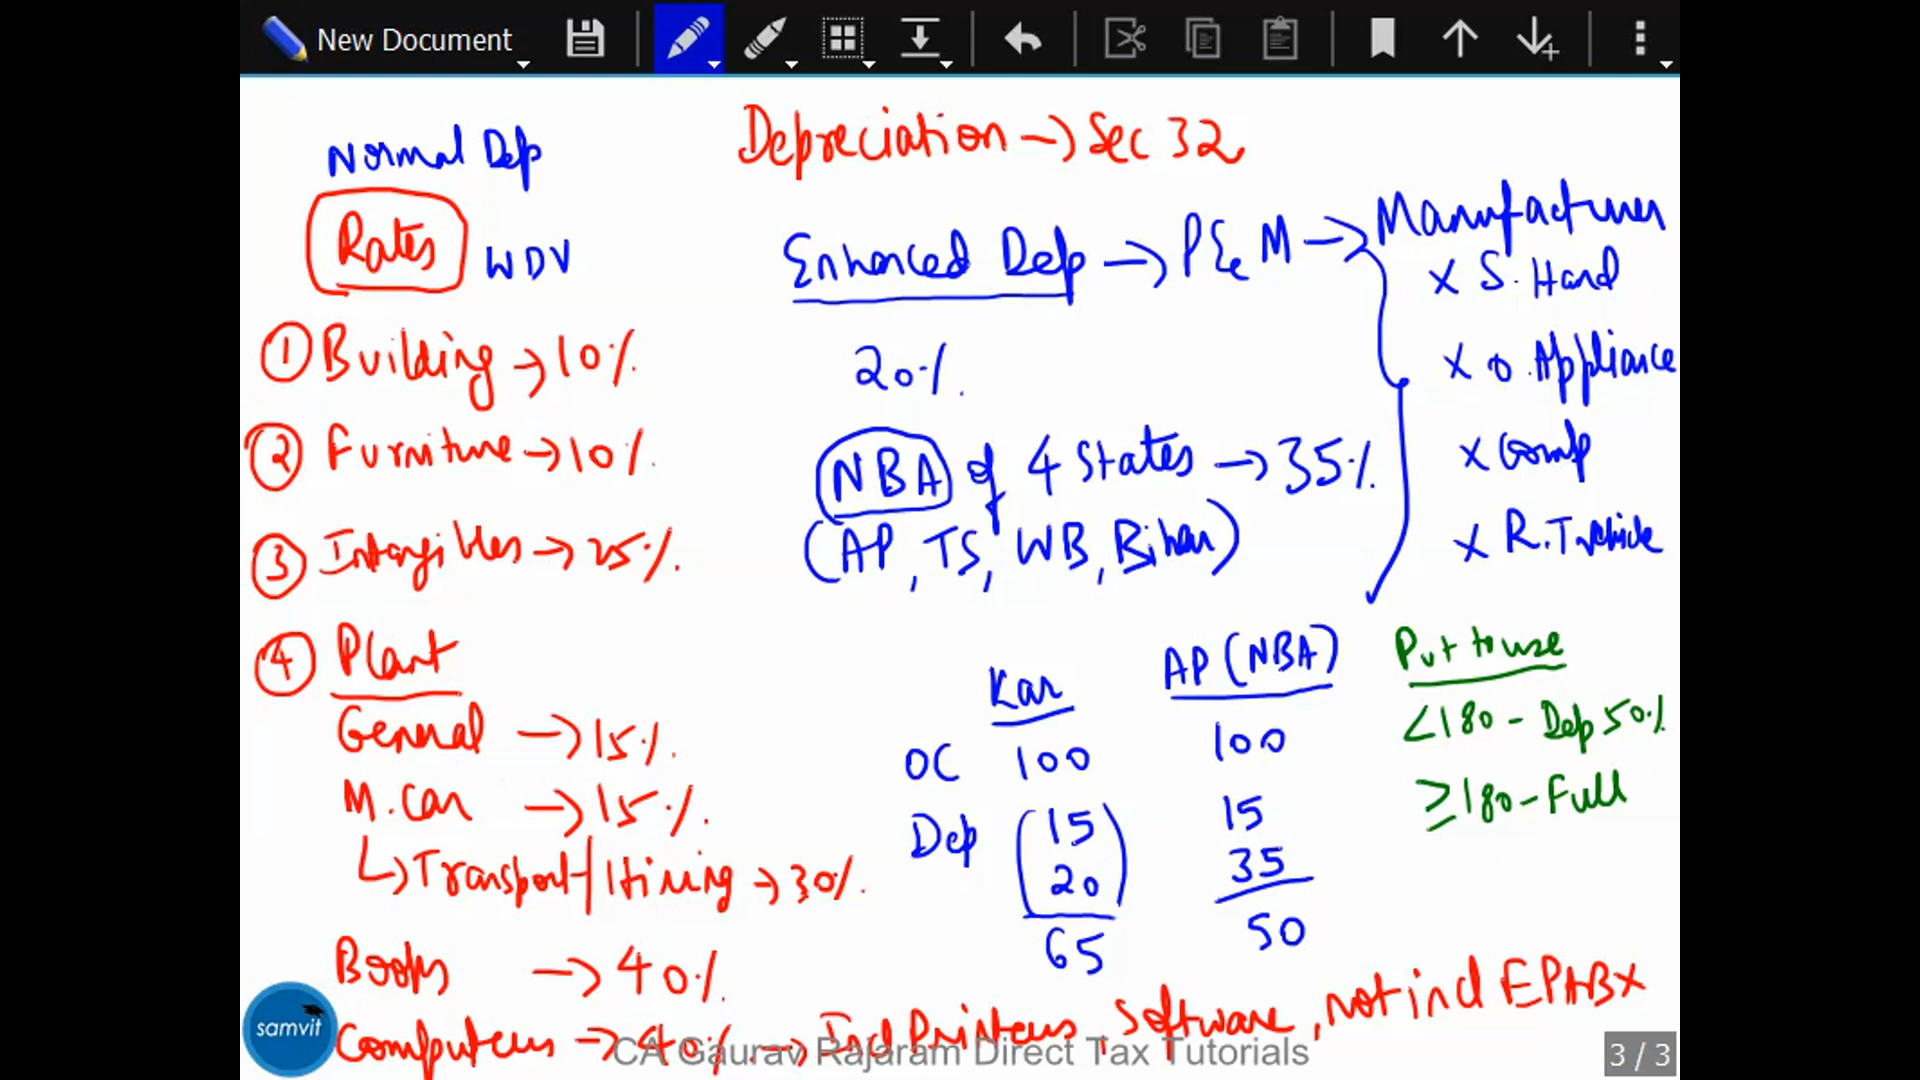 New Document
Depreciation → Sec 32
Normal Dep
Rates WDV
① Building → 10%
② Furniture → 10%
③ Intangibles → 25%
④ Plant
General → 15%
M. Car → 15%
↳ Transport/Hiring → 30%
Books → 40%
Computers → 40% → Incl Printers, Software, not incl EPABX
Enhanced Dep → P & M → Manufacturer
x S. Hand
x O. Appliance
x Comp
x R.T vehicle
20%
NBA of 4 States → 35%
(AP, TS, WB, Bihar)
Kar AP (NBA)
OC 100 100
Dep (15 15
20) 35
65 50
Put to use
<180 - Dep 50%
≥180 - Full
samvit
CA Gaurav Rajaram Direct Tax Tutorials
3 / 3